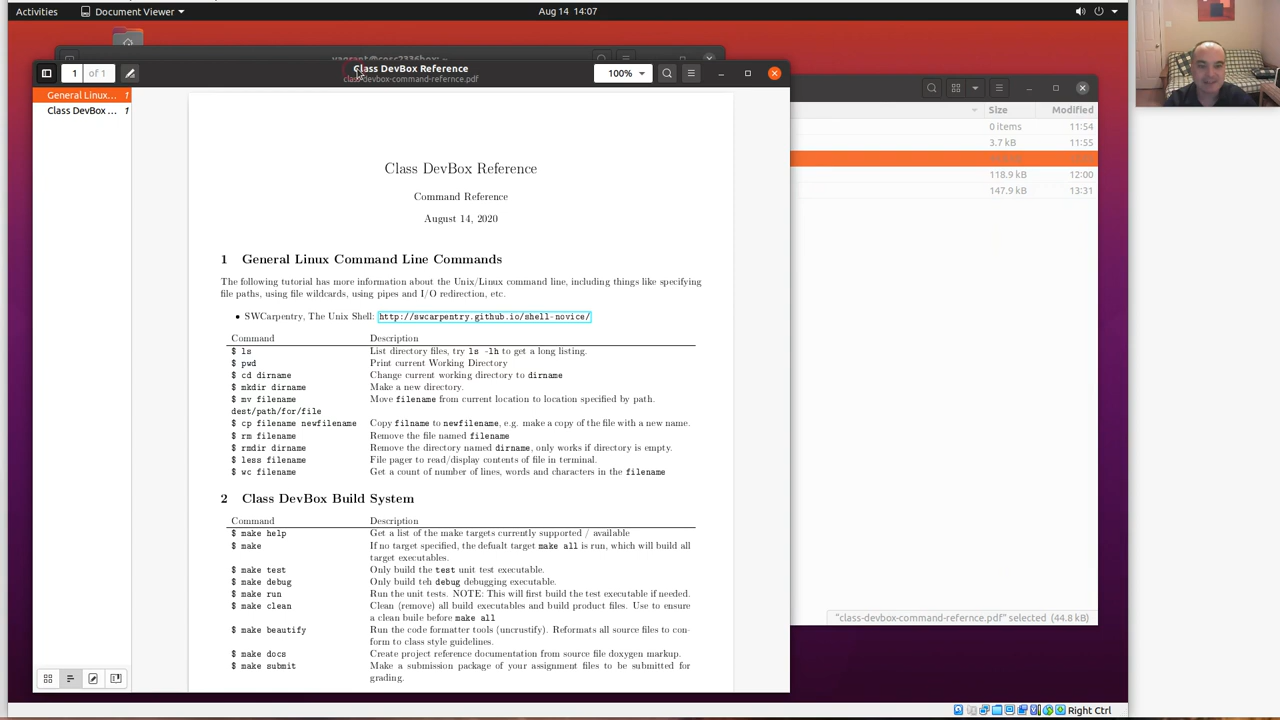 Activities Document Viewer Aug 14 14:07
vagrant@cosc2336box: ~
1 of 1 Class DevBox Reference 100%
class-devbox-command-refernce.pdf
General Linux... 1
Class DevBox ... 1
Size Modified
0 items 11:54
3.7 kB 11:55
118.9 kB 12:00
147.9 kB 13:31
Class DevBox Reference
Command Reference
August 14, 2020
1 General Linux Command Line Commands
The following tutorial has more information about the Unix/Linux command line, including things like specifying
file paths, using file wildcards, using pipes and I/O redirection, etc.
• SWCarpentry, The Unix Shell: http://swcarpentry.github.io/shell-novice/
Command Description
$ ls List directory files, try ls -lh to get a long listing.
$ pwd Print current Working Directory
$ cd dirname Change current working directory to dirname
$ mkdir dirname Make a new directory.
$ mv filename Move filename from current location to location specified by path.
dest/path/for/file
$ cp filename newfilename Copy filname to newfilename, e.g. make a copy of the file with a new name.
$ rm filename Remove the file named filename
$ rmdir dirname Remove the directory named dirname, only works if directory is empty.
$ less filename File pager to read/display contents of file in terminal.
$ wc filename Get a count of number of lines, words and characters in the filename
2 Class DevBox Build System
Command Description
$ make help Get a list of the make targets currently supported / available
$ make If no target specified, the defualt target make all is run, which will build all
target executables.
$ make test Only build the test unit test executable.
$ make debug Only build teh debug debugging executable.
$ make run Run the unit tests. NOTE: This will first build the test executable if needed.
$ make clean Clean (remove) all build executables and build product files. Use to ensure
a clean buile before make all
$ make beautify Run the code formatter tools (uncrustify). Reformats all source files to con-
form to class style guidelines.
$ make docs Create project reference documentation from source file doxygen markup.
$ make submit Make a submission package of your assignment files to be submitted for
grading.
"class-devbox-command-refernce.pdf" selected (44.8 kB)
Right Ctrl